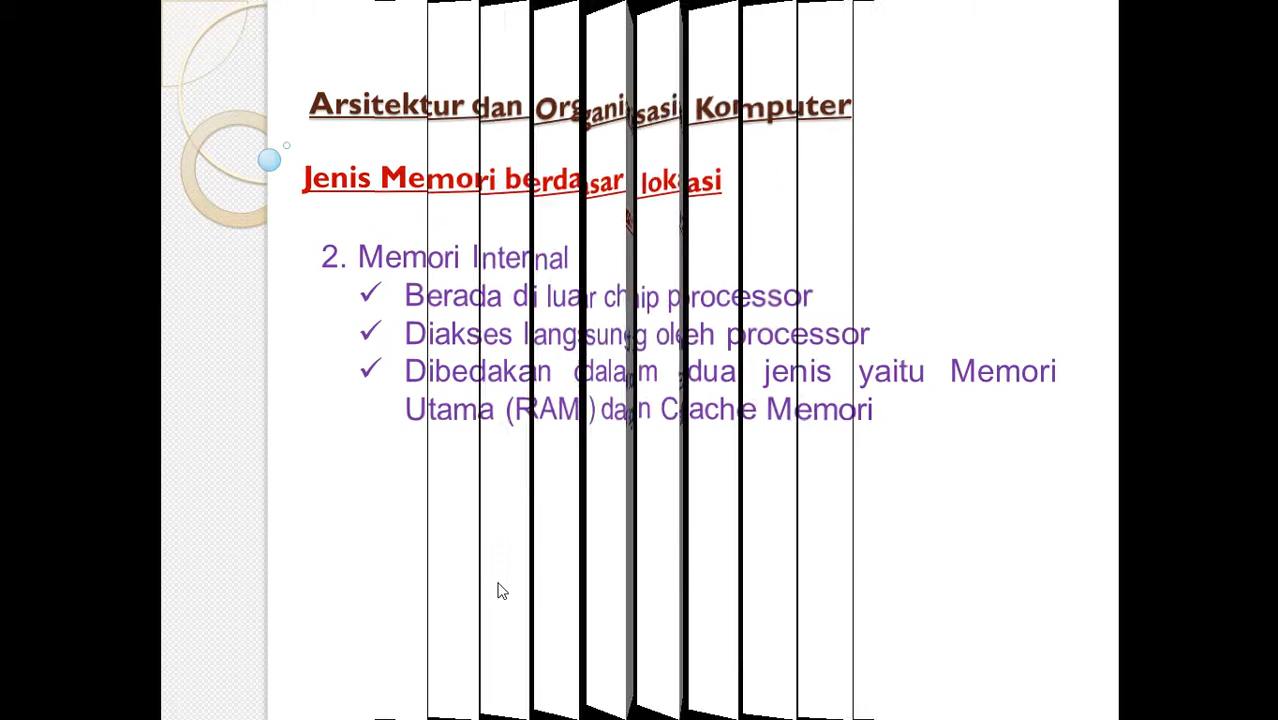 Arsitektur dan Organisasi Komputer
Jenis Memori berdasar lokasi
2. Memori Internal
✓ Berada di luar chip processor
✓ Diakses langsung oleh processor
✓ Dibedakan dalam dua jenis yaitu Memori
Utama (RAM) dan Cache Memori